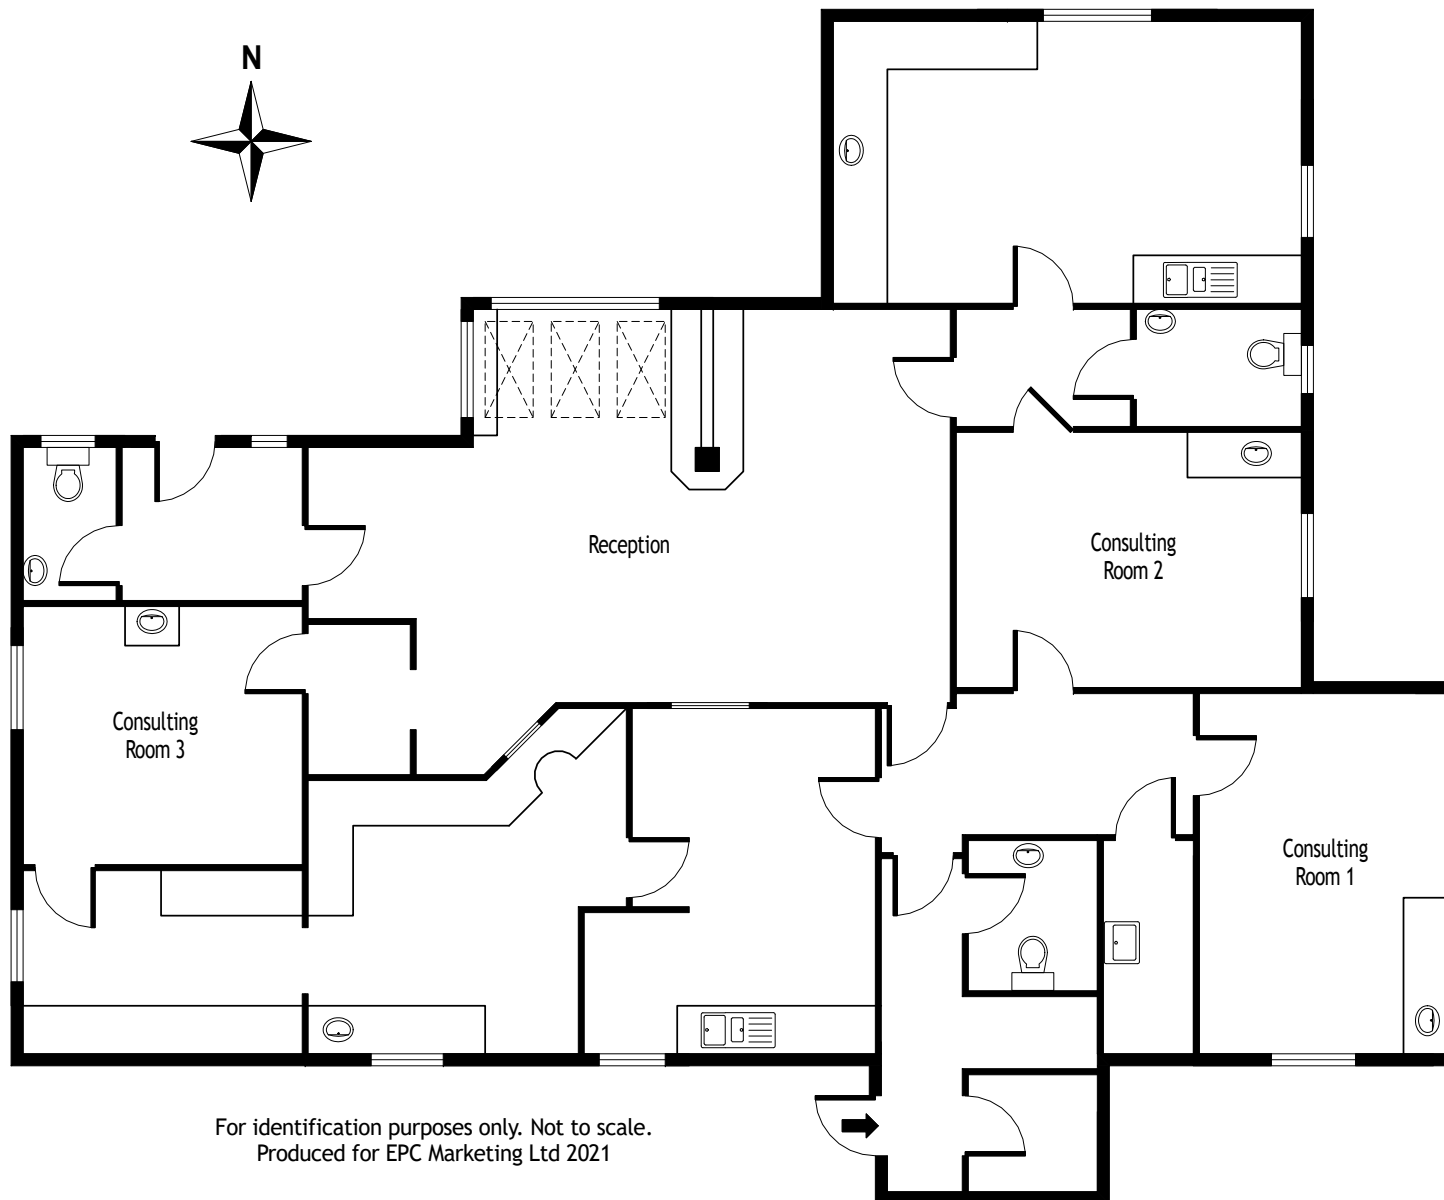 N
Reception
Consulting
Room 2
Consulting
Room 3
Consulting
Room 1
For identification purposes only. Not to scale.
Produced for EPC Marketing Ltd 2021